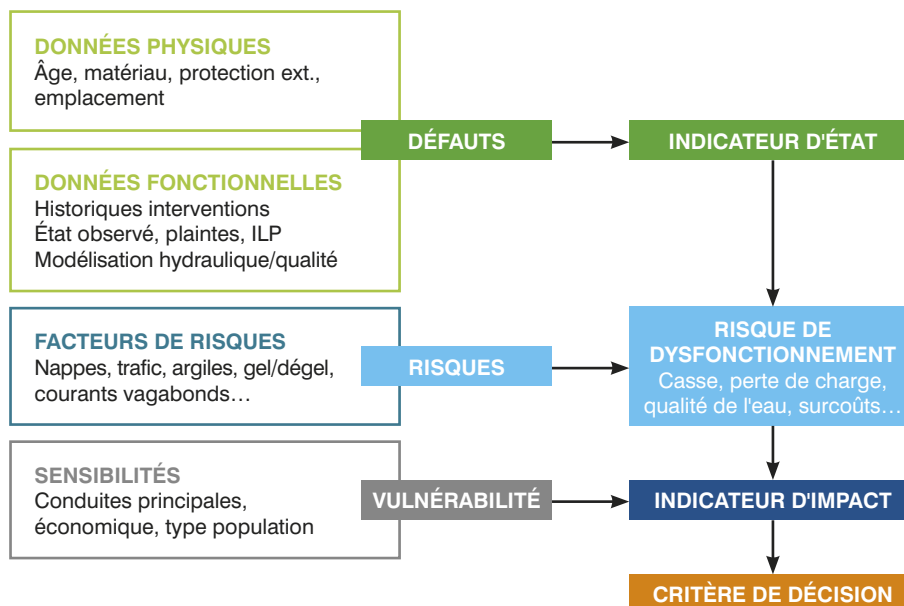 DONNÉES PHYSIQUES
Âge, matériau, protection ext.,
emplacement
DÉFAUTS
INDICATEUR D'ÉTAT
DONNÉES FONCTIONNELLES
Historiques interventions
État observé, plaintes, ILP
Modélisation hydraulique/qualité
FACTEURS DE RISQUES
Nappes, trafic, argiles, gel/dégel,
courants vagabonds…
RISQUES
RISQUE DE
DYSFONCTIONNEMENT
Casse, perte de charge,
qualité de l'eau, surcoûts…
SENSIBILITÉS
Conduites principales,
économique, type population
VULNÉRABILITÉ
INDICATEUR D'IMPACT
CRITÈRE DE DÉCISION